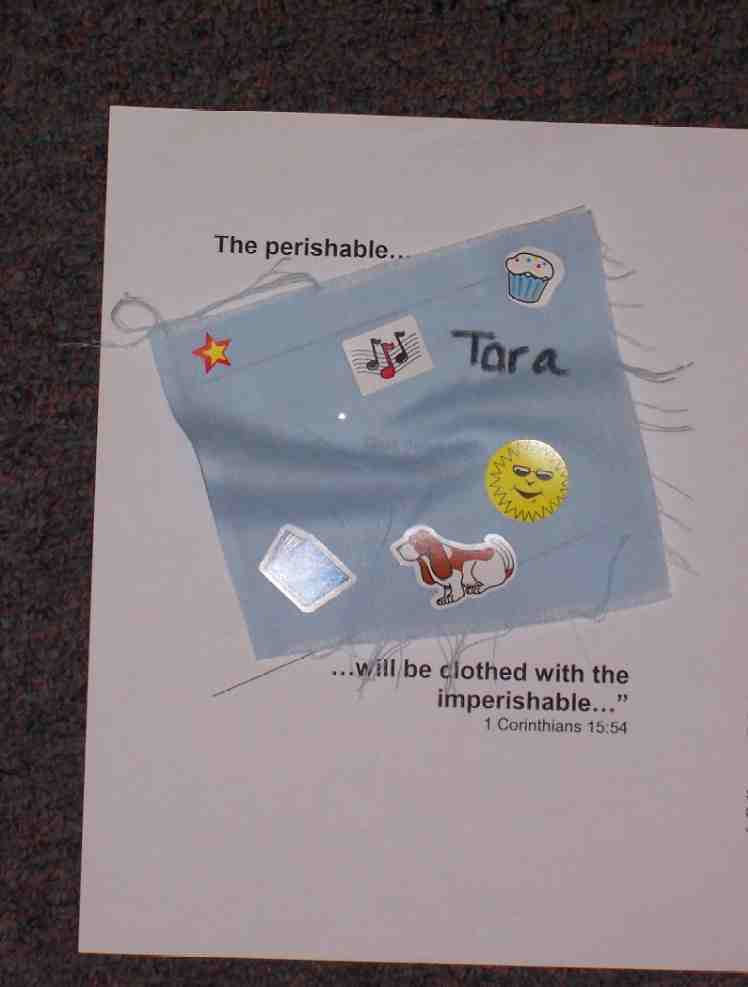 The perishable…
Tara
…will be clothed with the
imperishable…”
1 Corinthians 15:54